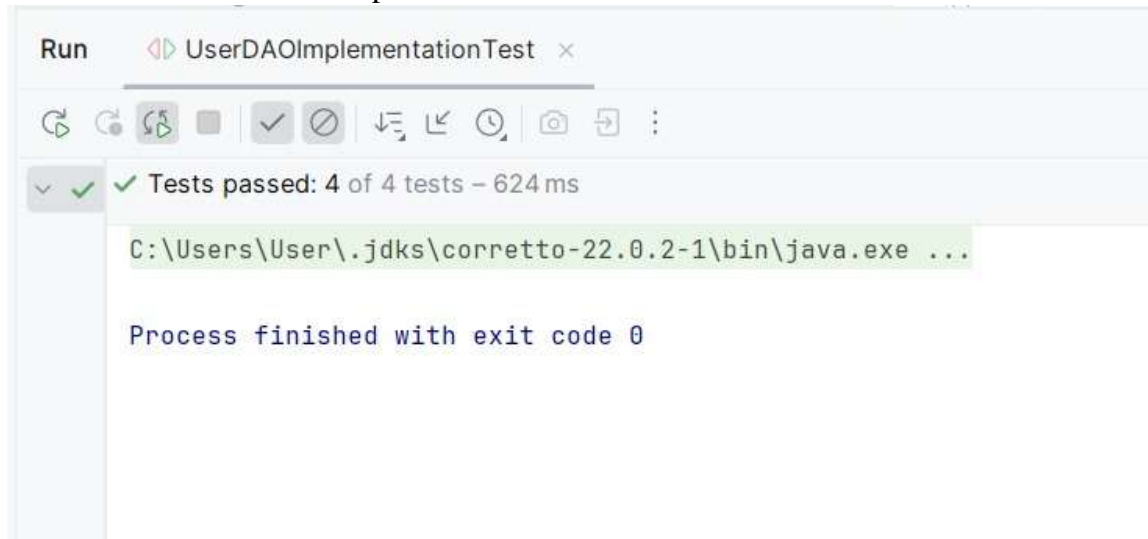 Run UserDAOImplementationTest
Tests passed: 4 of 4 tests – 624 ms
C:\Users\User\.jdks\corretto-22.0.2-1\bin\java.exe ...
Process finished with exit code 0